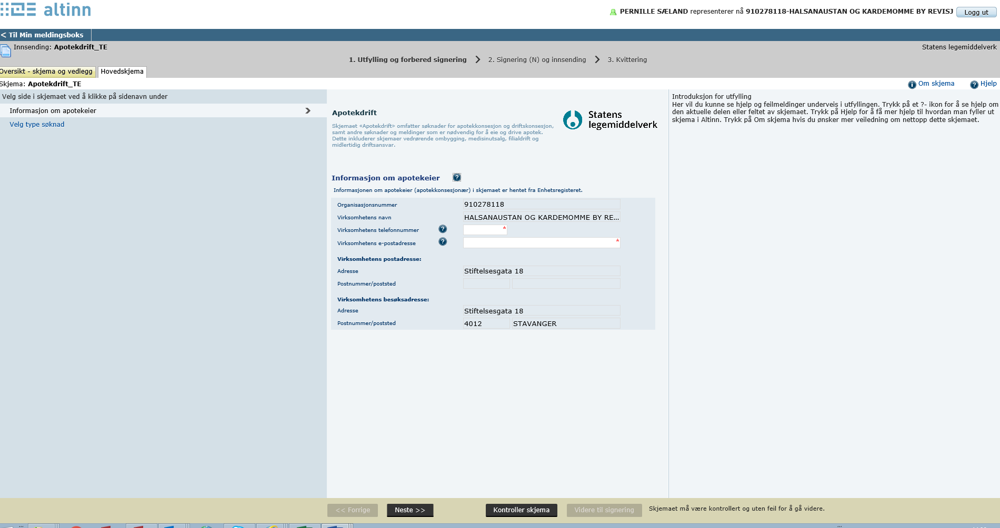 altinn
PERNILLE SÆLAND representerer nå 910278118-HALSANAUSTAN OG KARDEMOMME BY REVISJ
Logg ut
< Til Min meldingsboks
Innsending: Apotekdrift_TE
Statens legemiddelverk
1. Utfylling og forbered signering
2. Signering (N) og innsending
3. Kvittering
Oversikt - skjema og vedlegg
Hovedskjema
Skjema: Apotekdrift_TE
Om skjema
Hjelp
Velg side i skjemaet ved å klikke på sidenavn under
Informasjon om apotekeier
Velg type søknad
Apotekdrift
Skjemaet «Apotekdrift» omfatter søknader for apotekkonsesjon og driftskonsesjon,
samt andre søknader og meldinger som er nødvendig for å eie og drive apotek.
Dette inkluderer skjemaer vedrørende ombygging, medisinutsalg, filialdrift og
midlertidig driftsansvar.
Statens
legemiddelverk
Informasjon om apotekeier
Informasjonen om apotekeier (apotekkonsesjonær) i skjemaet er hentet fra Enhetsregisteret.
Organisasjonsnummer 910278118
Virksomhetens navn HALSANAUSTAN OG KARDEMOMME BY RE...
Virksomhetens telefonnummer *
Virksomhetens e-postadresse *
Virksomhetens postadresse:
Adresse Stiftelsesgata 18
Postnummer/poststed
Virksomhetens besøksadresse:
Adresse Stiftelsesgata 18
Postnummer/poststed 4012 STAVANGER
Introduksjon for utfylling
Her vil du kunne se hjelp og feilmeldinger underveis i utfyllingen. Trykk på et ?- ikon for å se hjelp om
den aktuelle delen eller feltet av skjemaet. Trykk på Hjelp for å få mer hjelp til hvordan man fyller ut
skjema i Altinn. Trykk på Om skjema hvis du ønsker mer veiledning om nettopp dette skjemaet.
<< Forrige
Neste >>
Kontroller skjema
Videre til signering
Skjemaet må være kontrollert og uten feil for å gå videre.